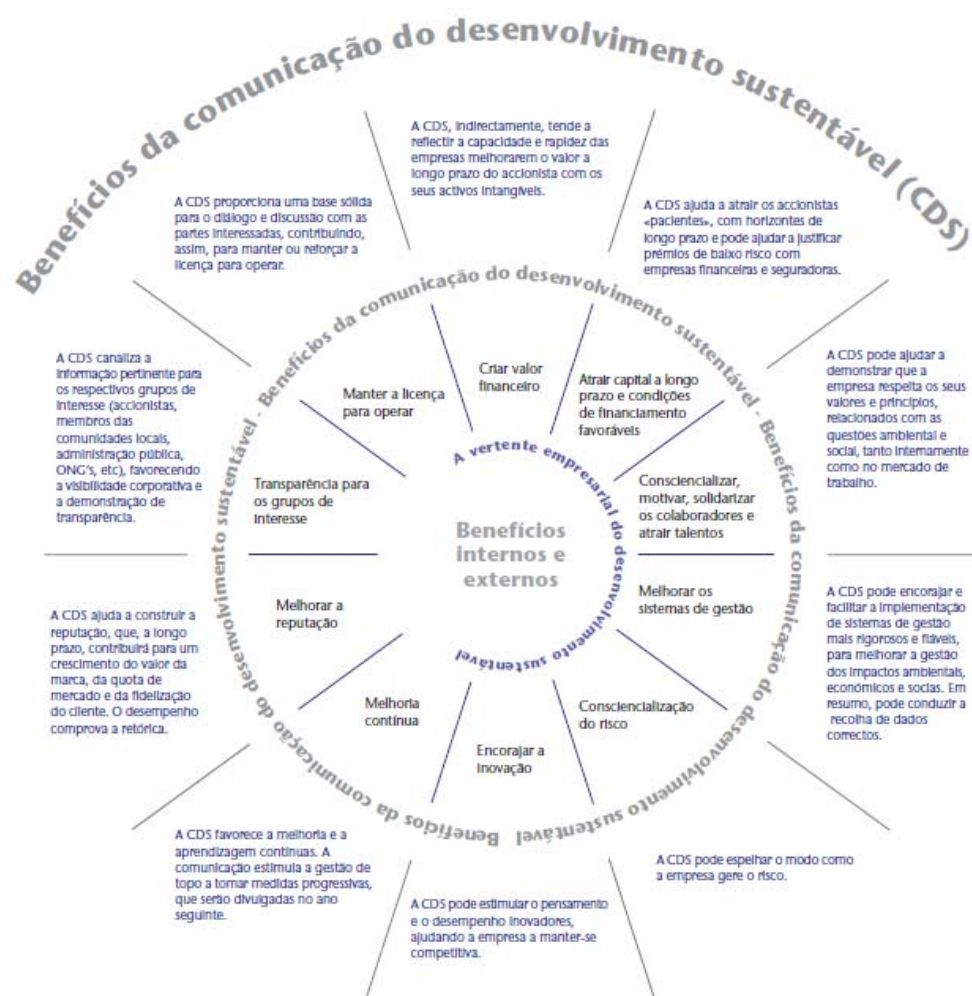 Benefícios da comunicação do desenvolvimento sustentável (CDS)
A CDS, indirectamente, tende a
reflectir a capacidade e rapidez das
empresas melhorarem o valor a
longo prazo do accionista com os
seus activos intangíveis.
A CDS ajuda a atrair os accionistas
«pacientes», com horizontes de
longo prazo e pode ajudar a justificar
prémios de baixo risco com
empresas financeiras e seguradoras.
A CDS pode ajudar a
demonstrar que a
empresa respeita os seus
valores e princípios,
relacionados com as
questões ambiental e
social, tanto internamente
como no mercado de
trabalho.
A CDS pode encorajar e
facilitar a implementação
de sistemas de gestão
mais rigorosos e fiáveis,
para melhorar a gestão
dos impactos ambientais,
económicos e socias. Em
resumo, pode conduzir a
recolha de dados
correctos.
A CDS pode espelhar o modo como
a empresa gere o risco.
A CDS pode estimular o pensamento
e o desempenho inovadores,
ajudando a empresa a manter-se
competitiva.
A CDS favorece a melhoria e a
aprendizagem contínuas. A
comunicação estimula a gestão de
topo a tomar medidas progressivas,
que serão divulgadas no ano
seguinte.
A CDS ajuda a construir a
reputação, que, a longo
prazo, contribuirá para um
crescimento do valor da
marca, da quota de
mercado e da fidelização
do cliente. O desempenho
comprova a retórica.
A CDS canaliza a
informação pertinente para
os respectivos grupos de
interesse (accionistas,
membros das
comunidades locais,
administração pública,
ONG's, etc), favorecendo
a visibilidade corporativa e
a demonstração de
transparência.
A CDS proporciona uma base sólida
para o diálogo e discussão com as
partes interessadas, contribuindo,
assim, para manter ou reforçar a
licença para operar.
Benefícios da comunicação do desenvolvimento sustentável - Benefícios da comunicação do desenvolvimento sustentável Benefícios da comunicação do desenvolvimento sustentável -
Criar valor
financeiro
Atrair capital a longo
prazo e condições
de financiamento
favoráveis
Consciencializar,
motivar, solidarizar
os colaboradores e
atrair talentos
Melhorar os
sistemas de gestão
Consciencialização
do risco
Encorajar a
inovação
Melhoria
contínua
Melhorar a
reputação
Transparência para
os grupos de
interesse
Manter a licença
para operar
A vertente empresarial do desenvolvimento sustentável
Benefícios
internos e
externos